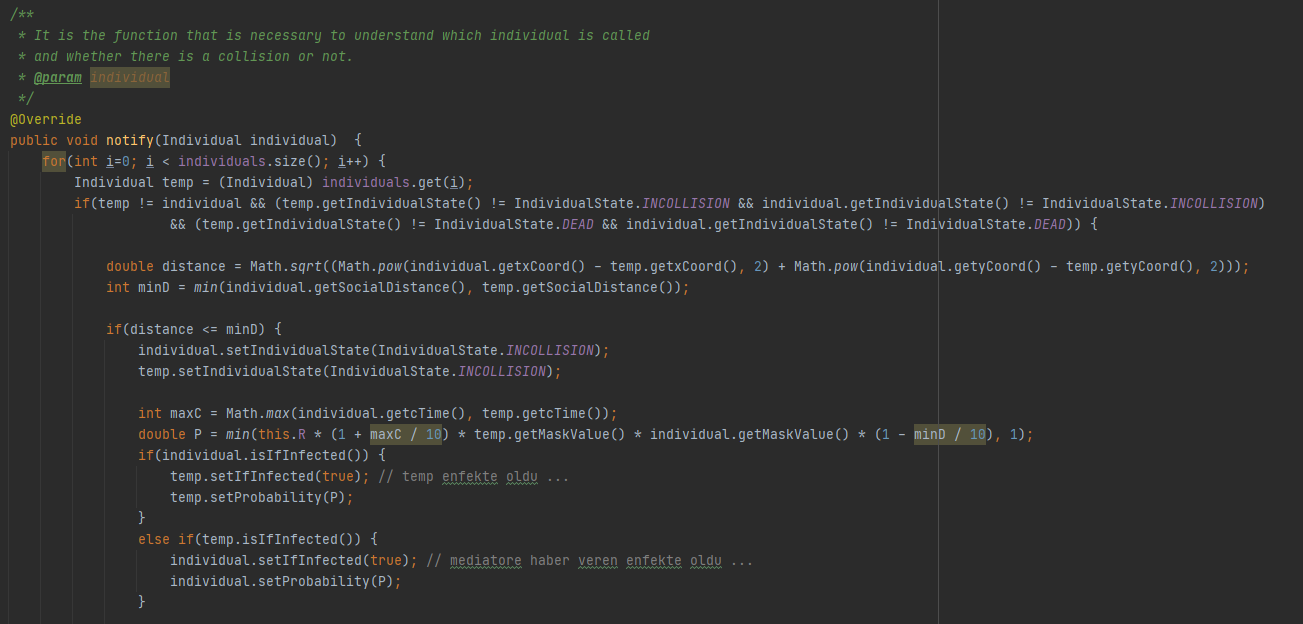 /**
 * It is the function that is necessary to understand which individual is called
 * and whether there is a collision or not.
 * @param individual
 */
@Override
public void notify(Individual individual)  {
    for(int i=0; i < individuals.size(); i++) {
        Individual temp = (Individual) individuals.get(i);
        if(temp != individual && (temp.getIndividualState() != IndividualState.INCOLLISION && individual.getIndividualState() != IndividualState.INCOLLISION)
                    && (temp.getIndividualState() != IndividualState.DEAD && individual.getIndividualState() != IndividualState.DEAD)) {
            double distance = Math.sqrt((Math.pow(individual.getxCoord() - temp.getxCoord(), 2) + Math.pow(individual.getyCoord() - temp.getyCoord(), 2)));
            int minD = min(individual.getSocialDistance(), temp.getSocialDistance());
            if(distance <= minD) {
                individual.setIndividualState(IndividualState.INCOLLISION);
                temp.setIndividualState(IndividualState.INCOLLISION);
                int maxC = Math.max(individual.getcTime(), temp.getcTime());
                double P = min(this.R * (1 + maxC / 10) * temp.getMaskValue() * individual.getMaskValue() * (1 - minD / 10), 1);
                if(individual.isIfInfected()) {
                    temp.setIfInfected(true); // temp enfekte oldu ...
                    temp.setProbability(P);
                }
                else if(temp.isIfInfected()) {
                    individual.setIfInfected(true); // mediatore haber veren enfekte oldu ...
                    individual.setProbability(P);
                }